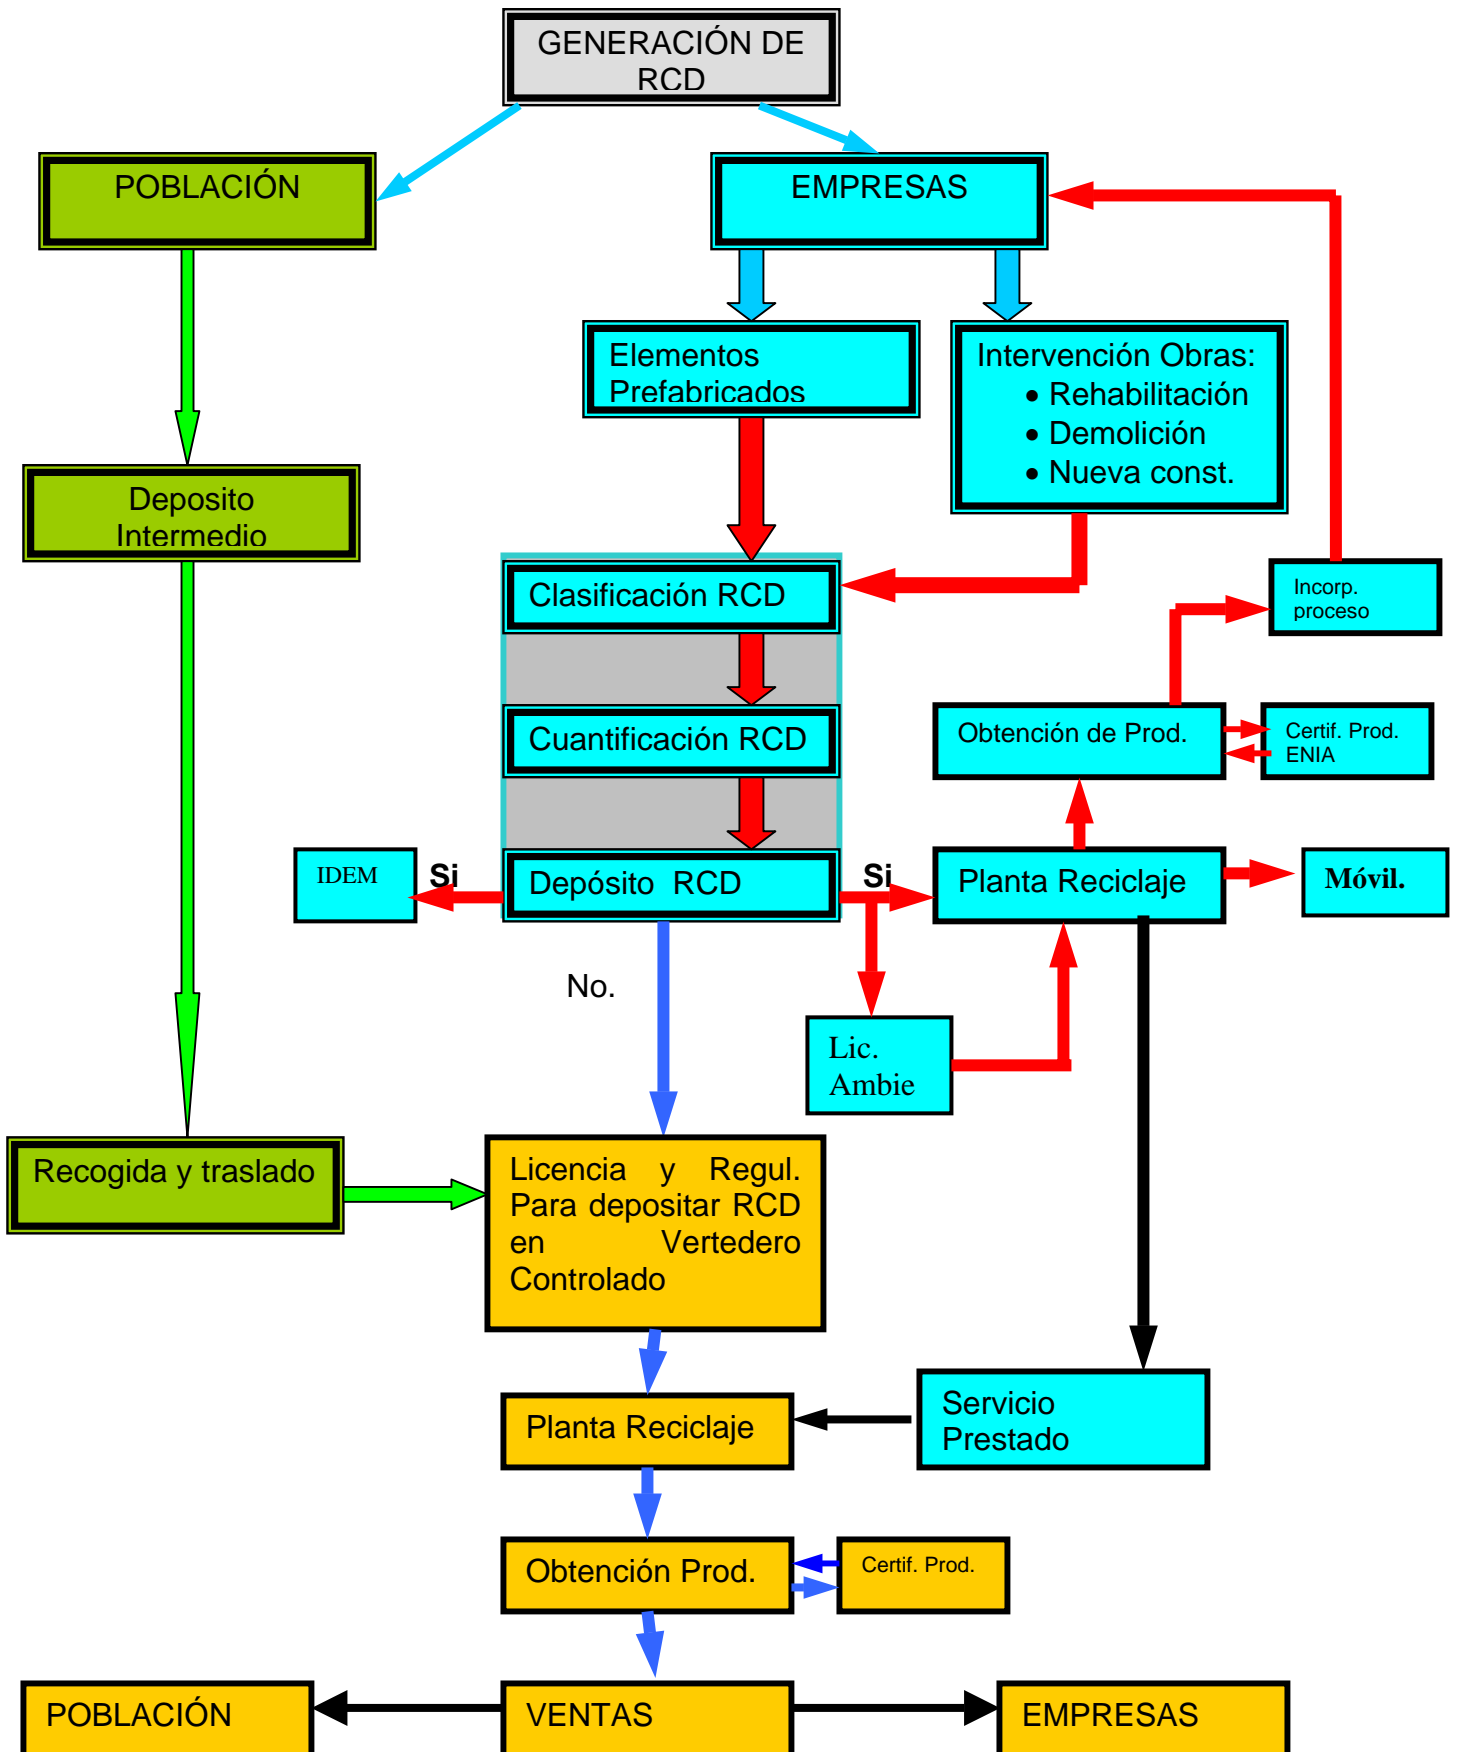 GENERACIÓN DE
RCD
POBLACIÓN
EMPRESAS
Elementos
Prefabricados
Intervención Obras:
• Rehabilitación
• Demolición
• Nueva const.
Deposito
Intermedio
Clasificación RCD
Incorp.
proceso
Cuantificación RCD
Obtención de Prod.
Certif. Prod.
ENIA
IDEM
Si
Depósito RCD
Si
Planta Reciclaje
Móvil.
No.
Lic.
Ambie
Recogida y traslado
Licencia y Regul.
Para depositar RCD
en Vertedero
Controlado
Servicio
Prestado
Planta Reciclaje
Obtención Prod.
Certif. Prod.
POBLACIÓN
VENTAS
EMPRESAS